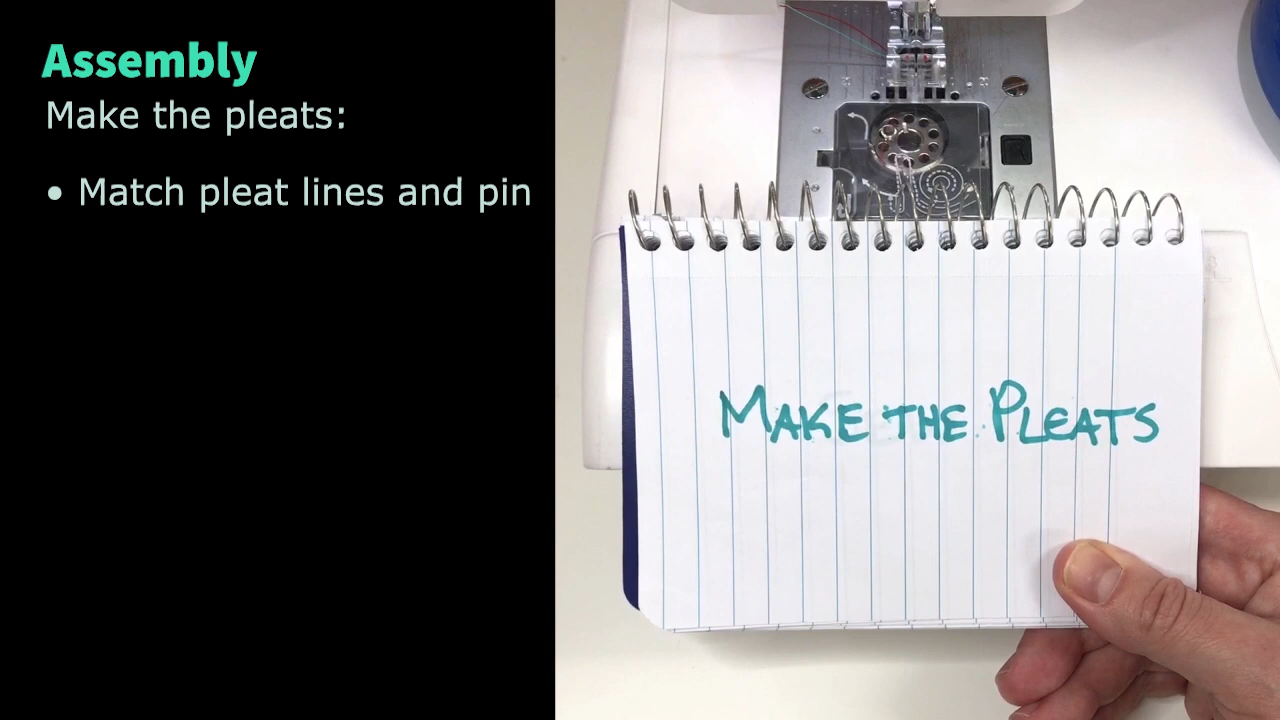 Assembly
Make the pleats:
• Match pleat lines and pin
MAKE THE PLEATS